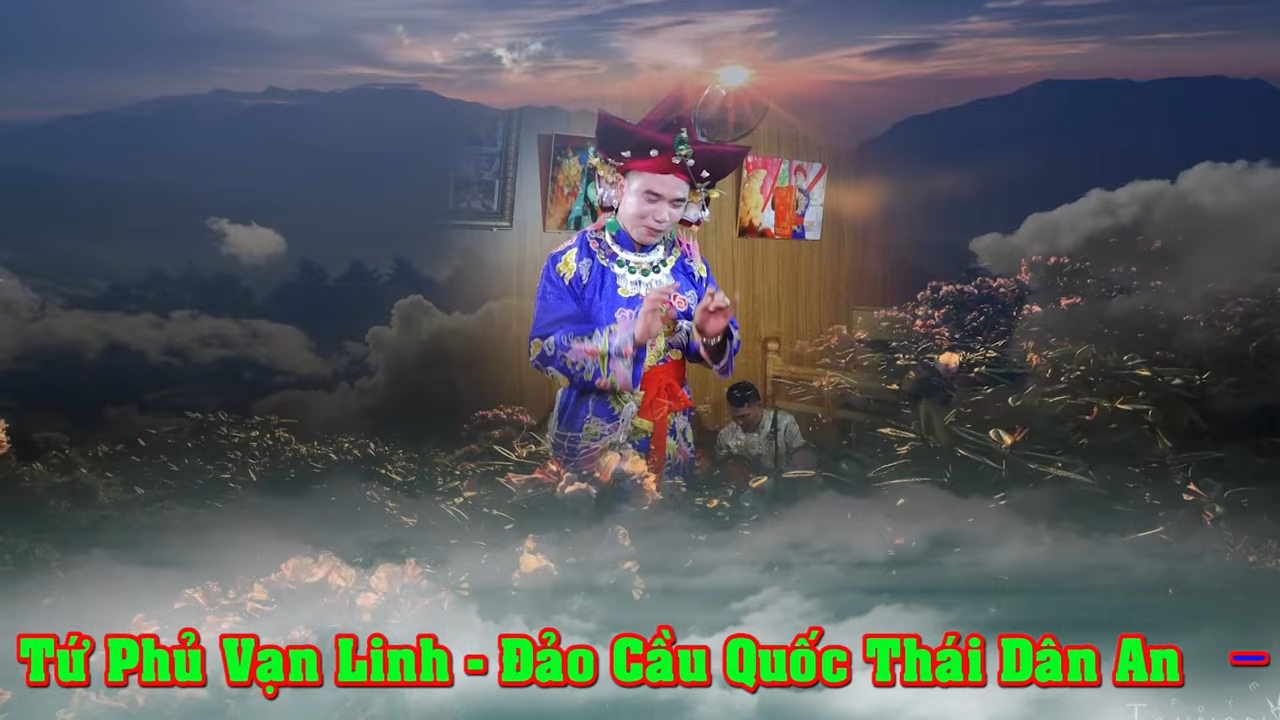 Tứ Phủ Vạn Linh - Đảo Cầu Quốc Thái Dân An –